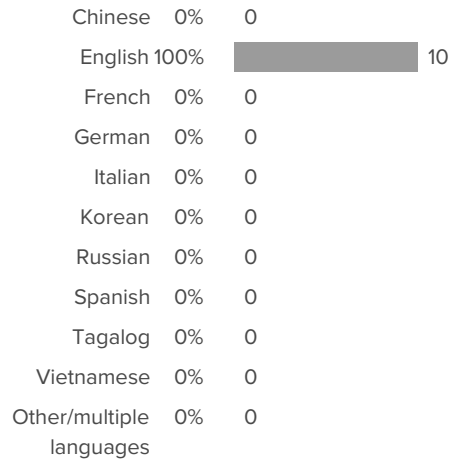 Chinese 0% 0
English 100% 10
French 0% 0
German 0% 0
Italian 0% 0
Korean 0% 0
Russian 0% 0
Spanish 0% 0
Tagalog 0% 0
Vietnamese 0% 0
Other/multiple 0% 0
languages